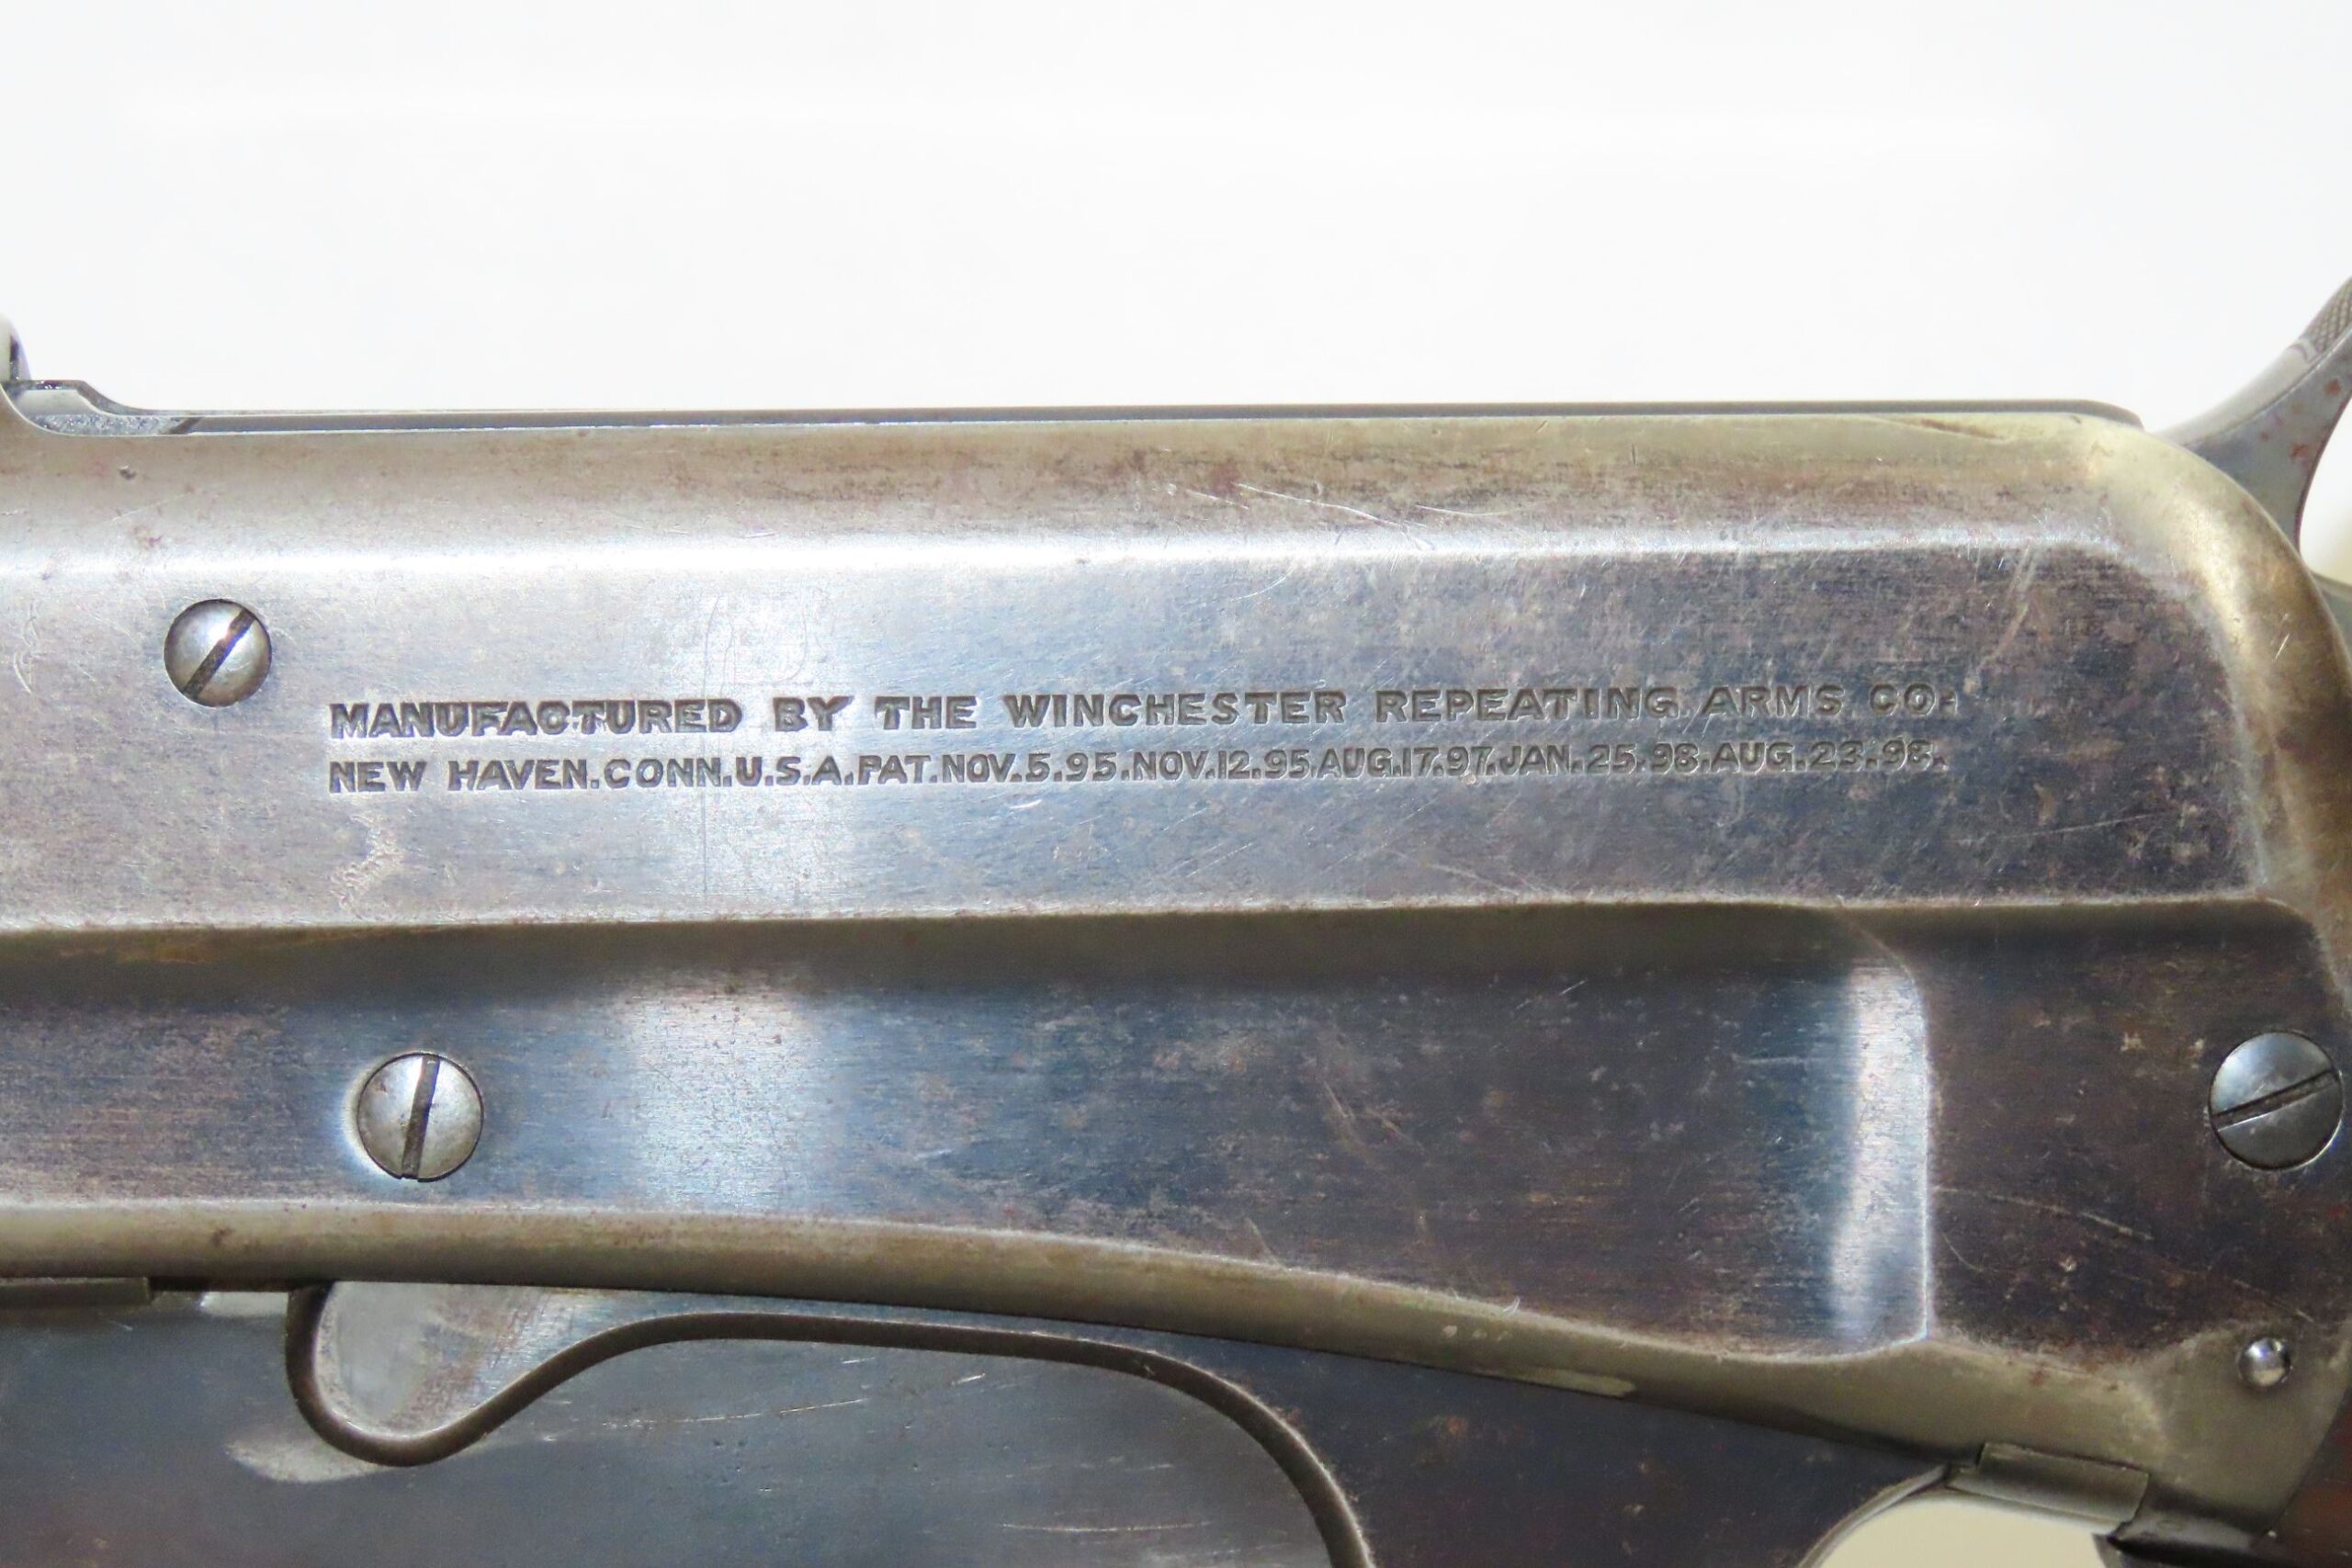 MANUFACTURED BY THE WINCHESTER REPEATING ARMS CO.
NEW HAVEN.CONN.U.S.A.PAT.NOV.5.95.NOV.12.95.AUG.17.97.JAN.25.98.AUG.23.98.